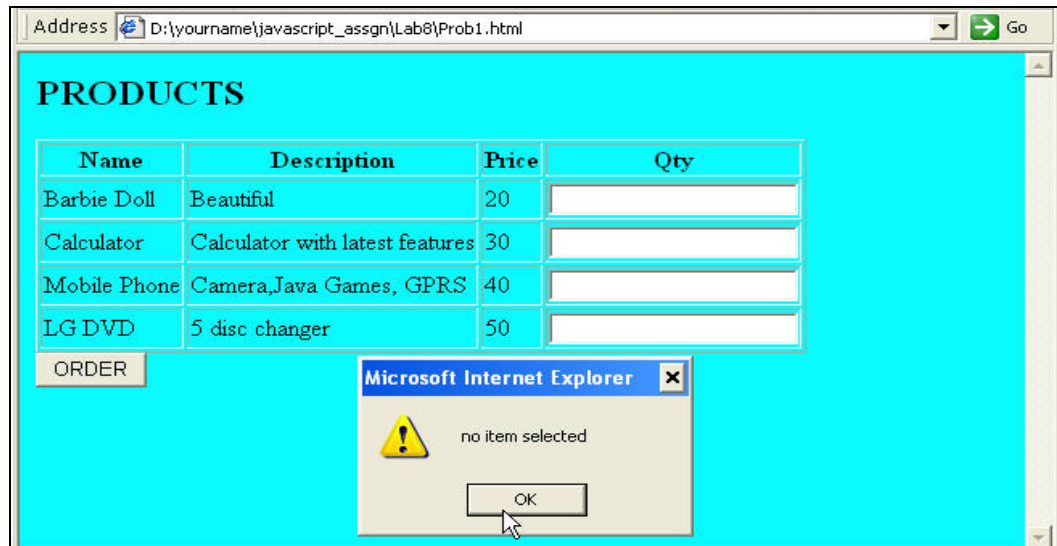 Address D:\yourname\javascript_assgn\Lab8\Prob1.html Go
PRODUCTS
Name Description Price Qty
Barbie Doll Beautiful 20
Calculator Calculator with latest features 30
Mobile Phone Camera,Java Games, GPRS 40
LG DVD 5 disc changer 50
ORDER
Microsoft Internet Explorer
no item selected
OK